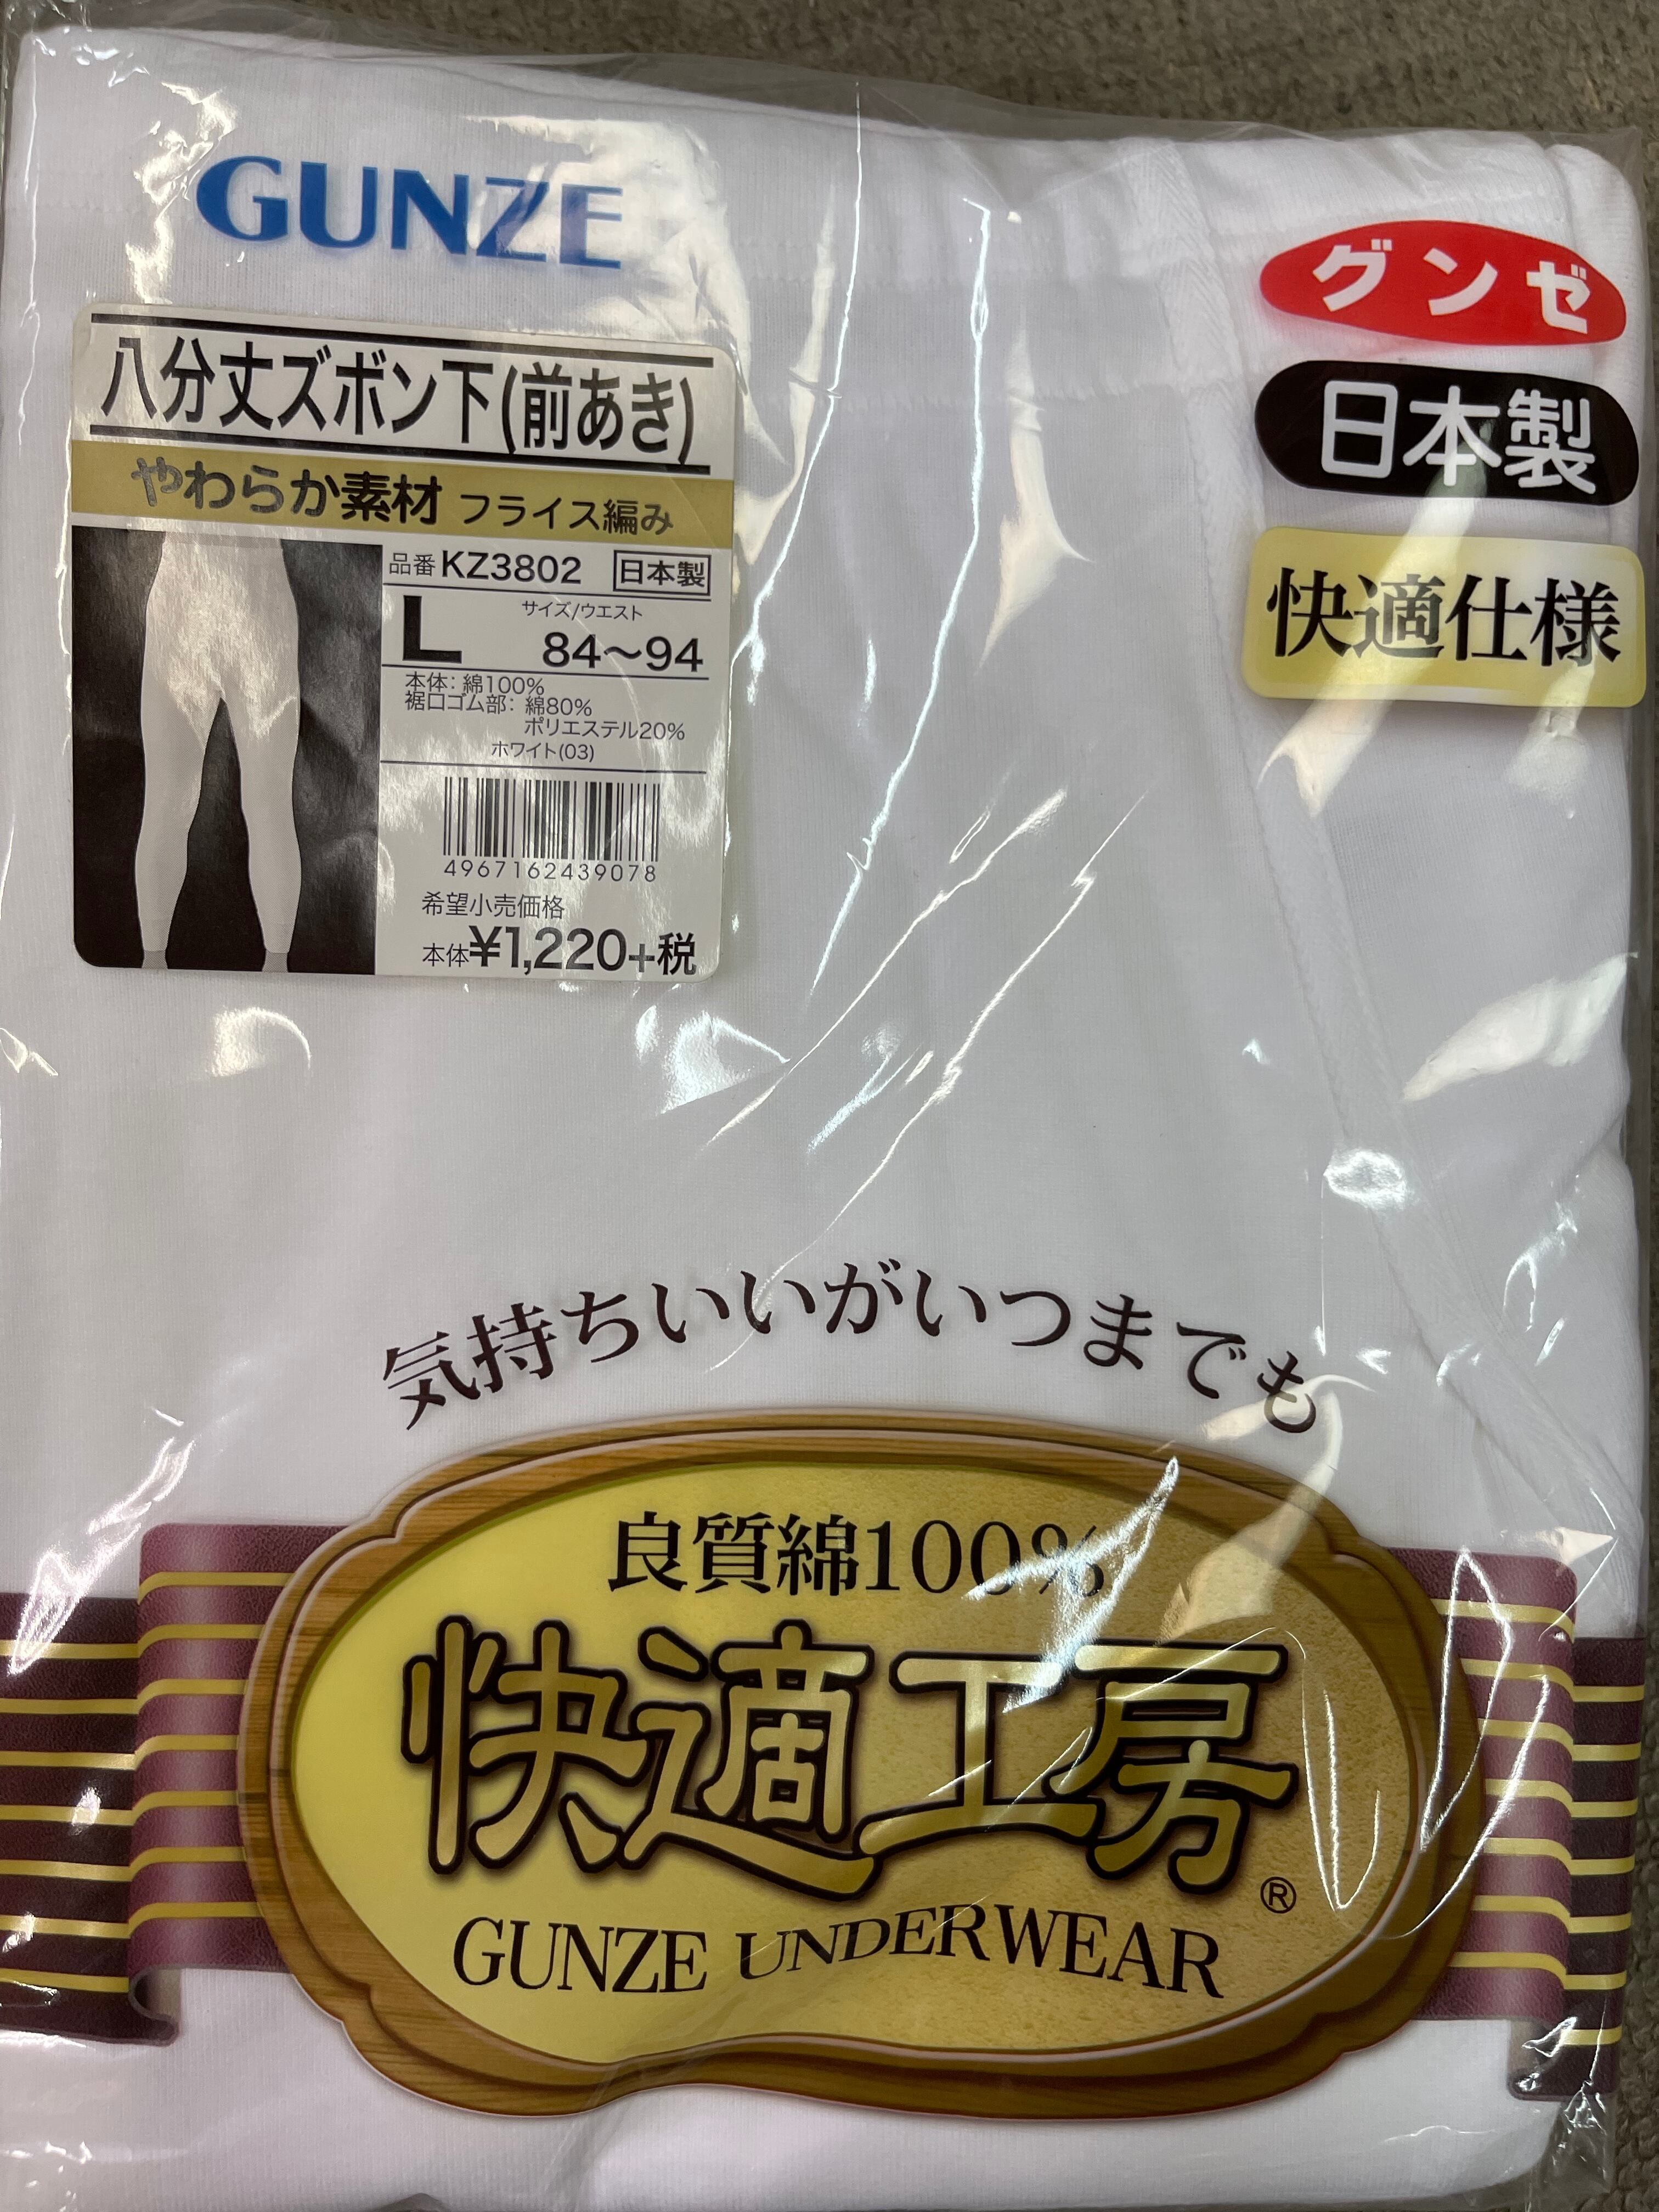 GUNZE
グンゼ
日本製
快適仕様
八分丈ズボン下(前あき)
やわらか素材 フライス編み
品番 KZ3802 日本製
サイズ/ウエスト
L 84〜94
本体: 綿100%
裾口ゴム部: 綿80%
ポリエステル20%
ホワイト(03)
4967162439078
希望小売価格
本体¥1,220+税
気持ちいいがいつまでも
良質綿100%
快適工房®
GUNZE UNDERWEAR